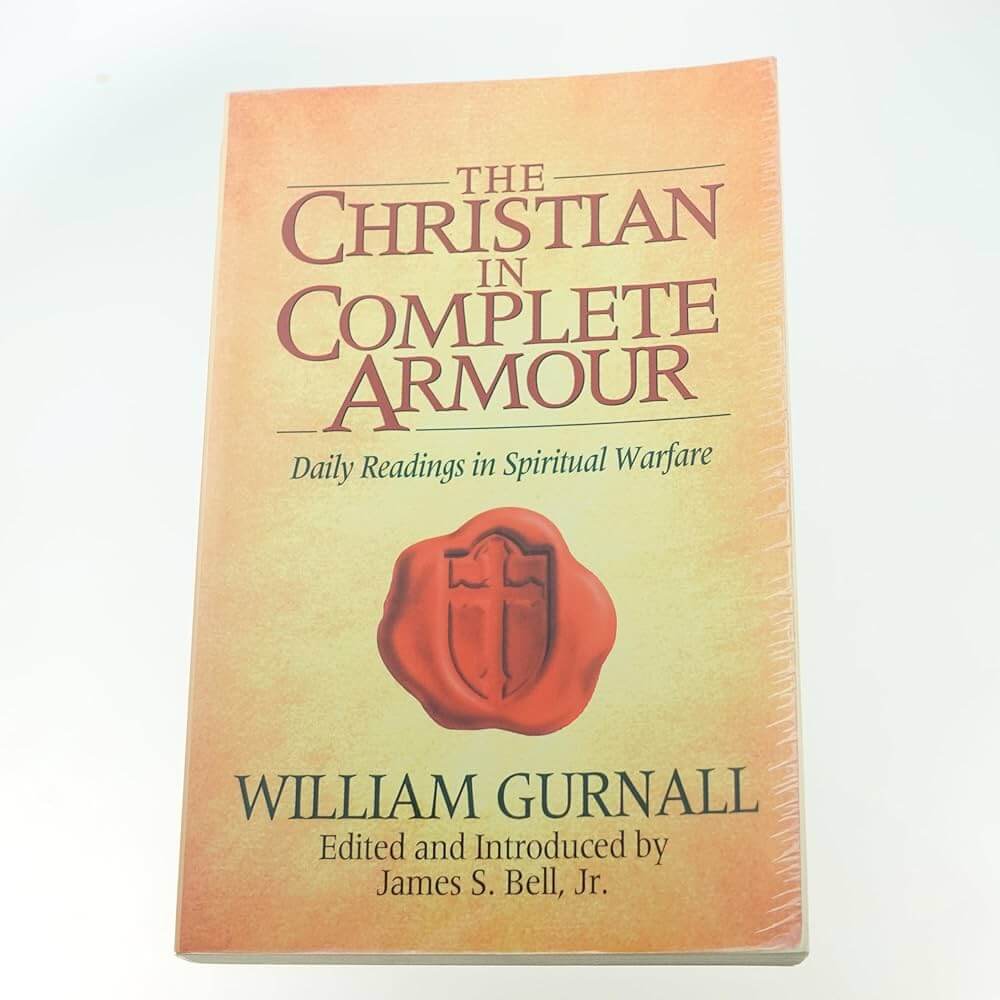 THE
CHRISTIAN
IN
COMPLETE
ARMOUR
Daily Readings in Spiritual Warfare
WILLIAM GURNALL
Edited and Introduced by
James S. Bell, Jr.